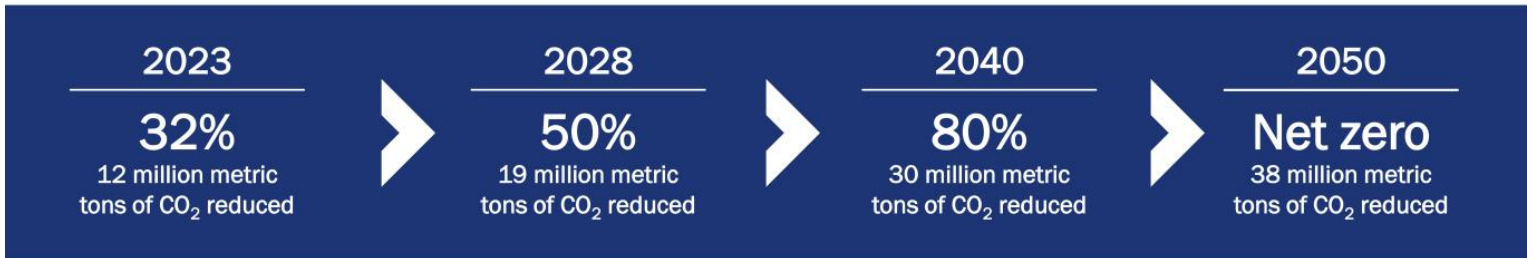 2023
32%
12 million metric
tons of CO₂ reduced
2028
50%
19 million metric
tons of CO₂ reduced
2040
80%
30 million metric
tons of CO₂ reduced
2050
Net zero
38 million metric
tons of CO₂ reduced